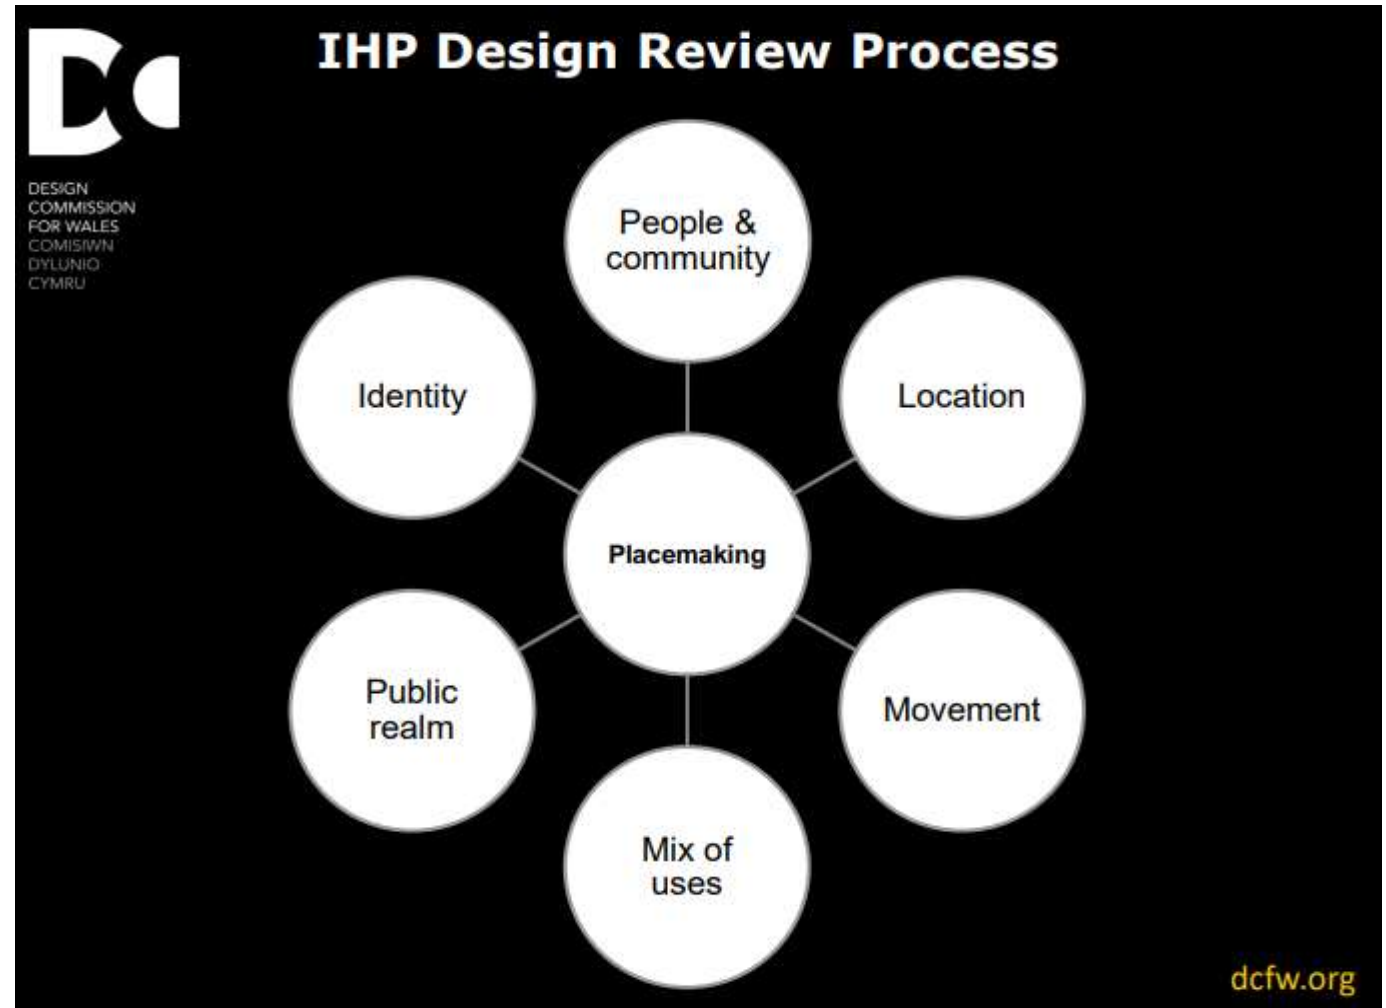 IHP Design Review Process
DC
DESIGN
COMMISSION
FOR WALES
COMISIWN
DYLUNIO
CYMRU
People &
community
Identity
Location
Placemaking
Public
realm
Movement
Mix of
uses
dcfw.org